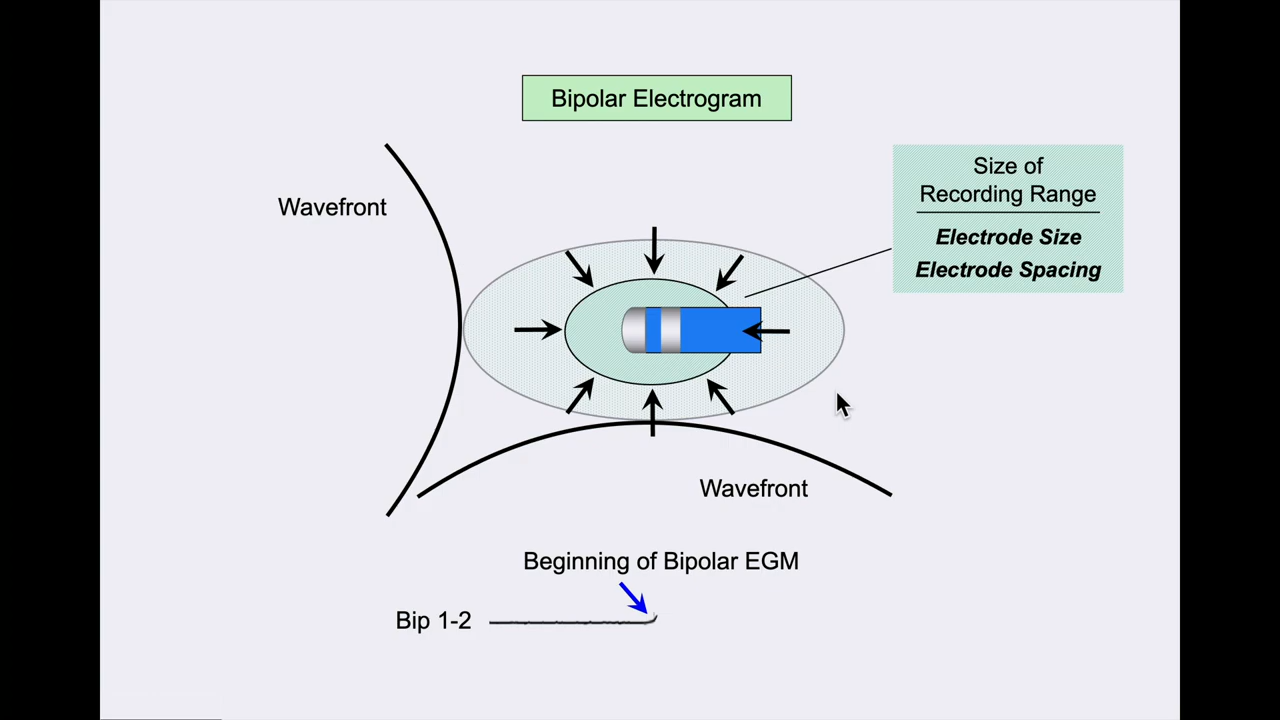 Bipolar Electrogram
Wavefront
Size of
Recording Range
Electrode Size
Electrode Spacing
Wavefront
Beginning of Bipolar EGM
Bip 1-2